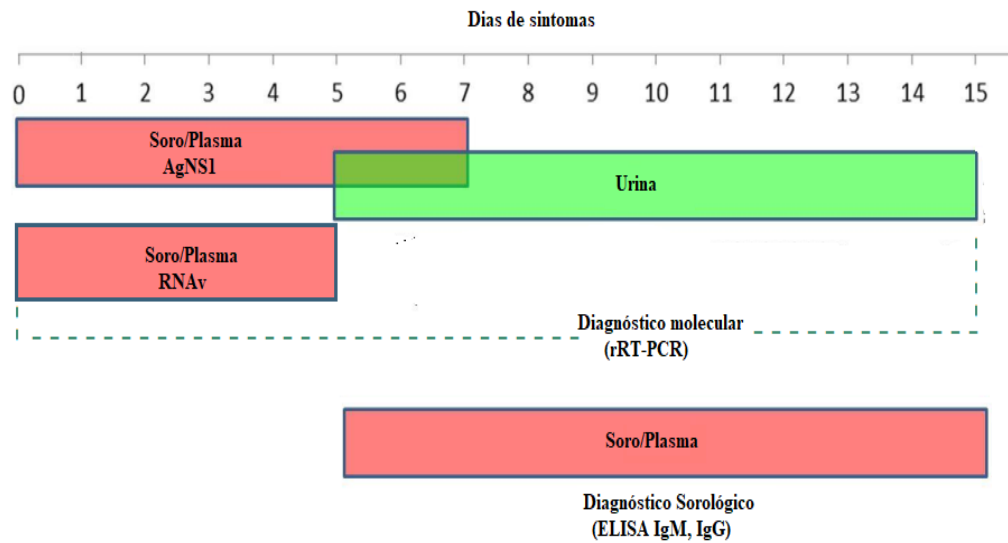 Dias de sintomas
0 1 2 3 4 5 6 7 8 9 10 11 12 13 14 15
Soro/Plasma
AgNS1
Urina
Soro/Plasma
RNAv
Diagnóstico molecular
(rRT-PCR)
Soro/Plasma
Diagnóstico Sorológico
(ELISA IgM, IgG)